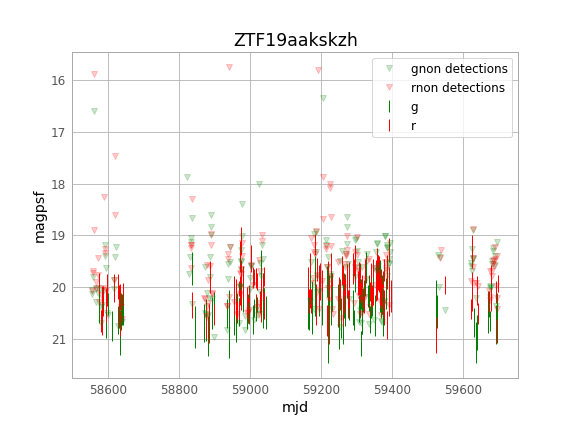 ZTF19aakskzh
gnon detections
rnon detections
g
r
16
17
18
19
20
21
magpsf
58600
58800
59000
59200
59400
59600
mjd